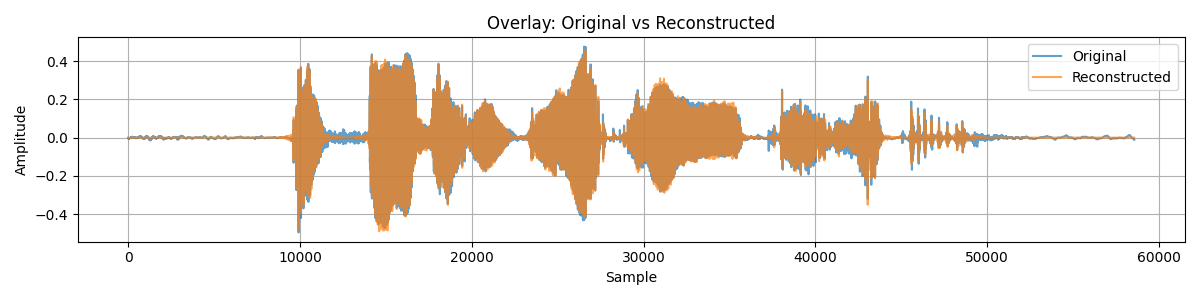 Overlay: Original vs Reconstructed
Original
Reconstructed
Amplitude
0.4
0.2
0.0
−0.2
−0.4
0 10000 20000 30000 40000 50000 60000
Sample